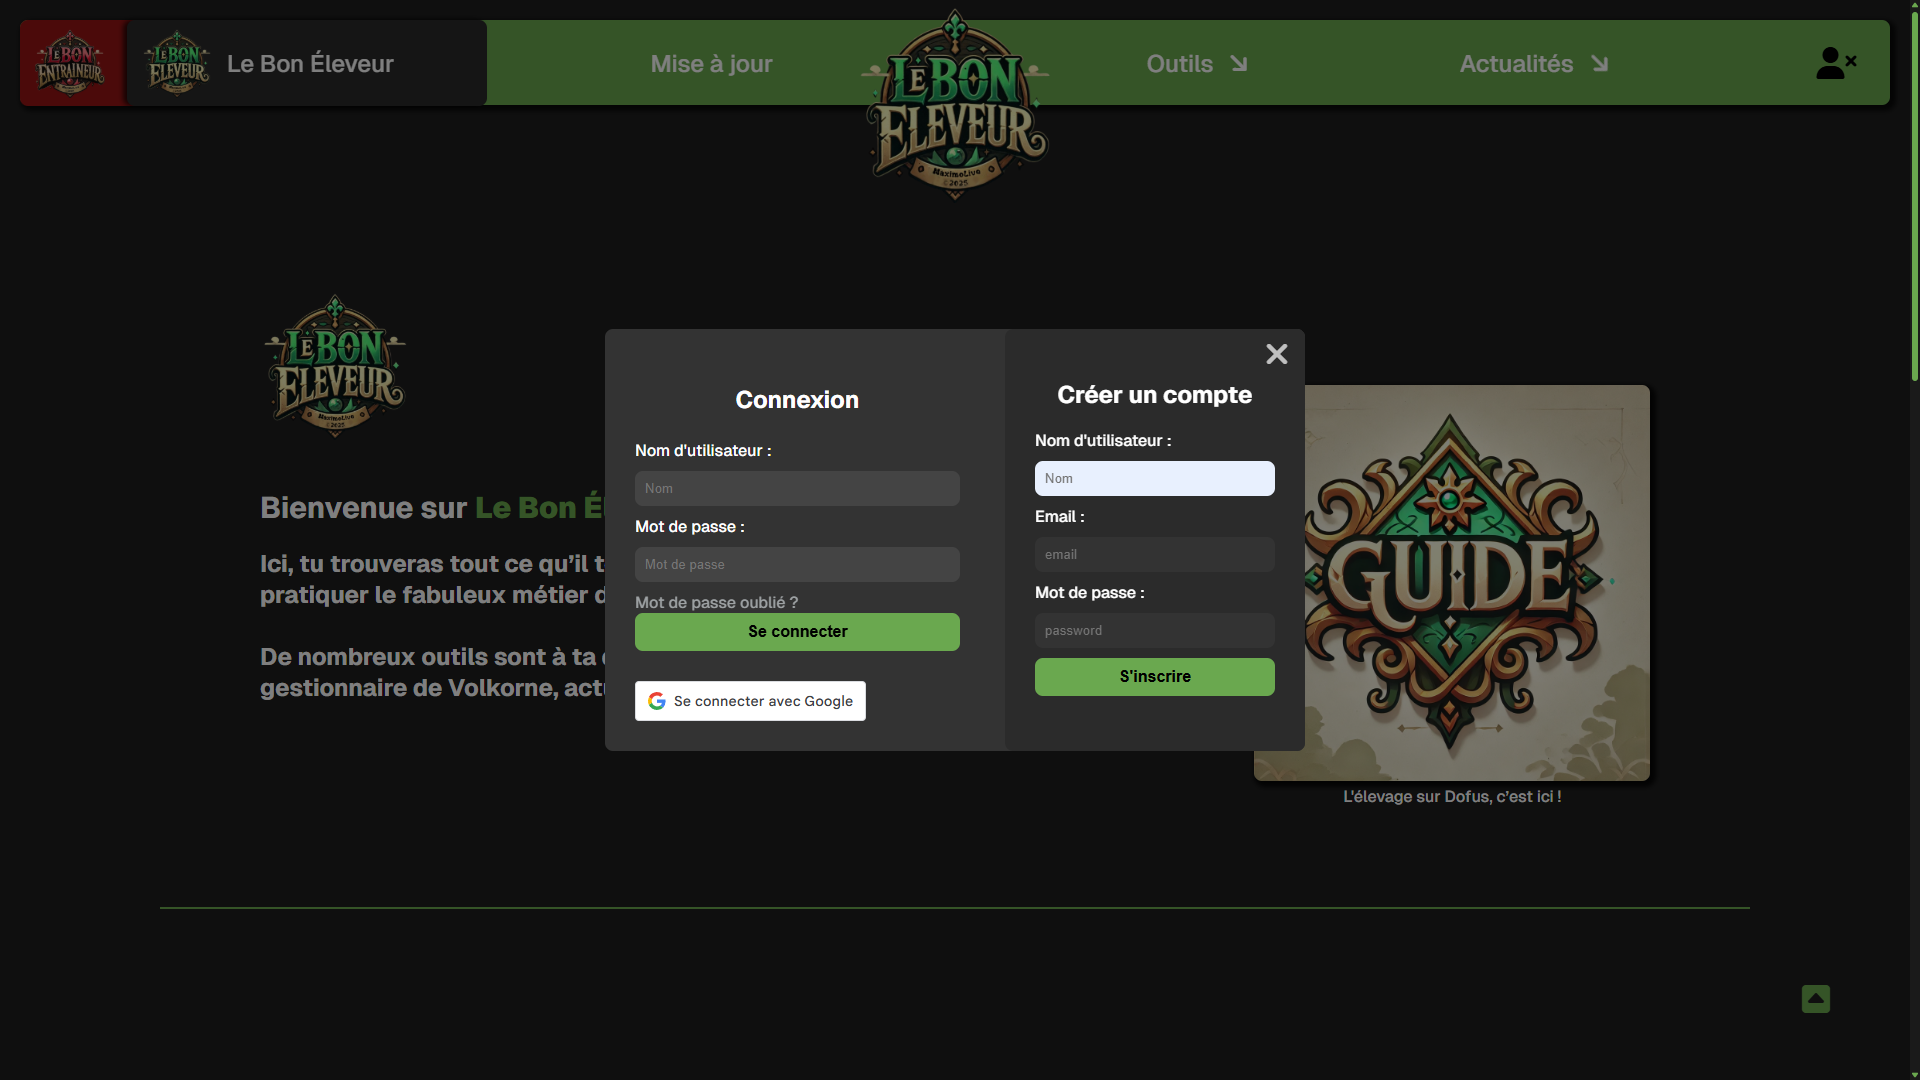 LE BON
ENTRAINEUR
LE BON
ELEVEUR
Le Bon Éleveur
Mise à jour
LE BON
ELEVEUR
MaximoLive
©2025
Outils
Actualités
LE BON
ELEVEUR
MaximoLive
©2025
Bienvenue sur Le Bon
Ici, tu trouveras tout ce qu’il
pratiquer le fabuleux métier
De nombreux outils sont à ta
gestionnaire de Volkorne,
Connexion
Nom d'utilisateur :
Nom
Mot de passe :
Mot de passe
Mot de passe oublié ?
Se connecter
Se connecter avec Google
Créer un compte
Nom d'utilisateur :
Nom
Email :
email
Mot de passe :
password
S'inscrire
GUIDE
L'élevage sur Dofus, c’est ici !